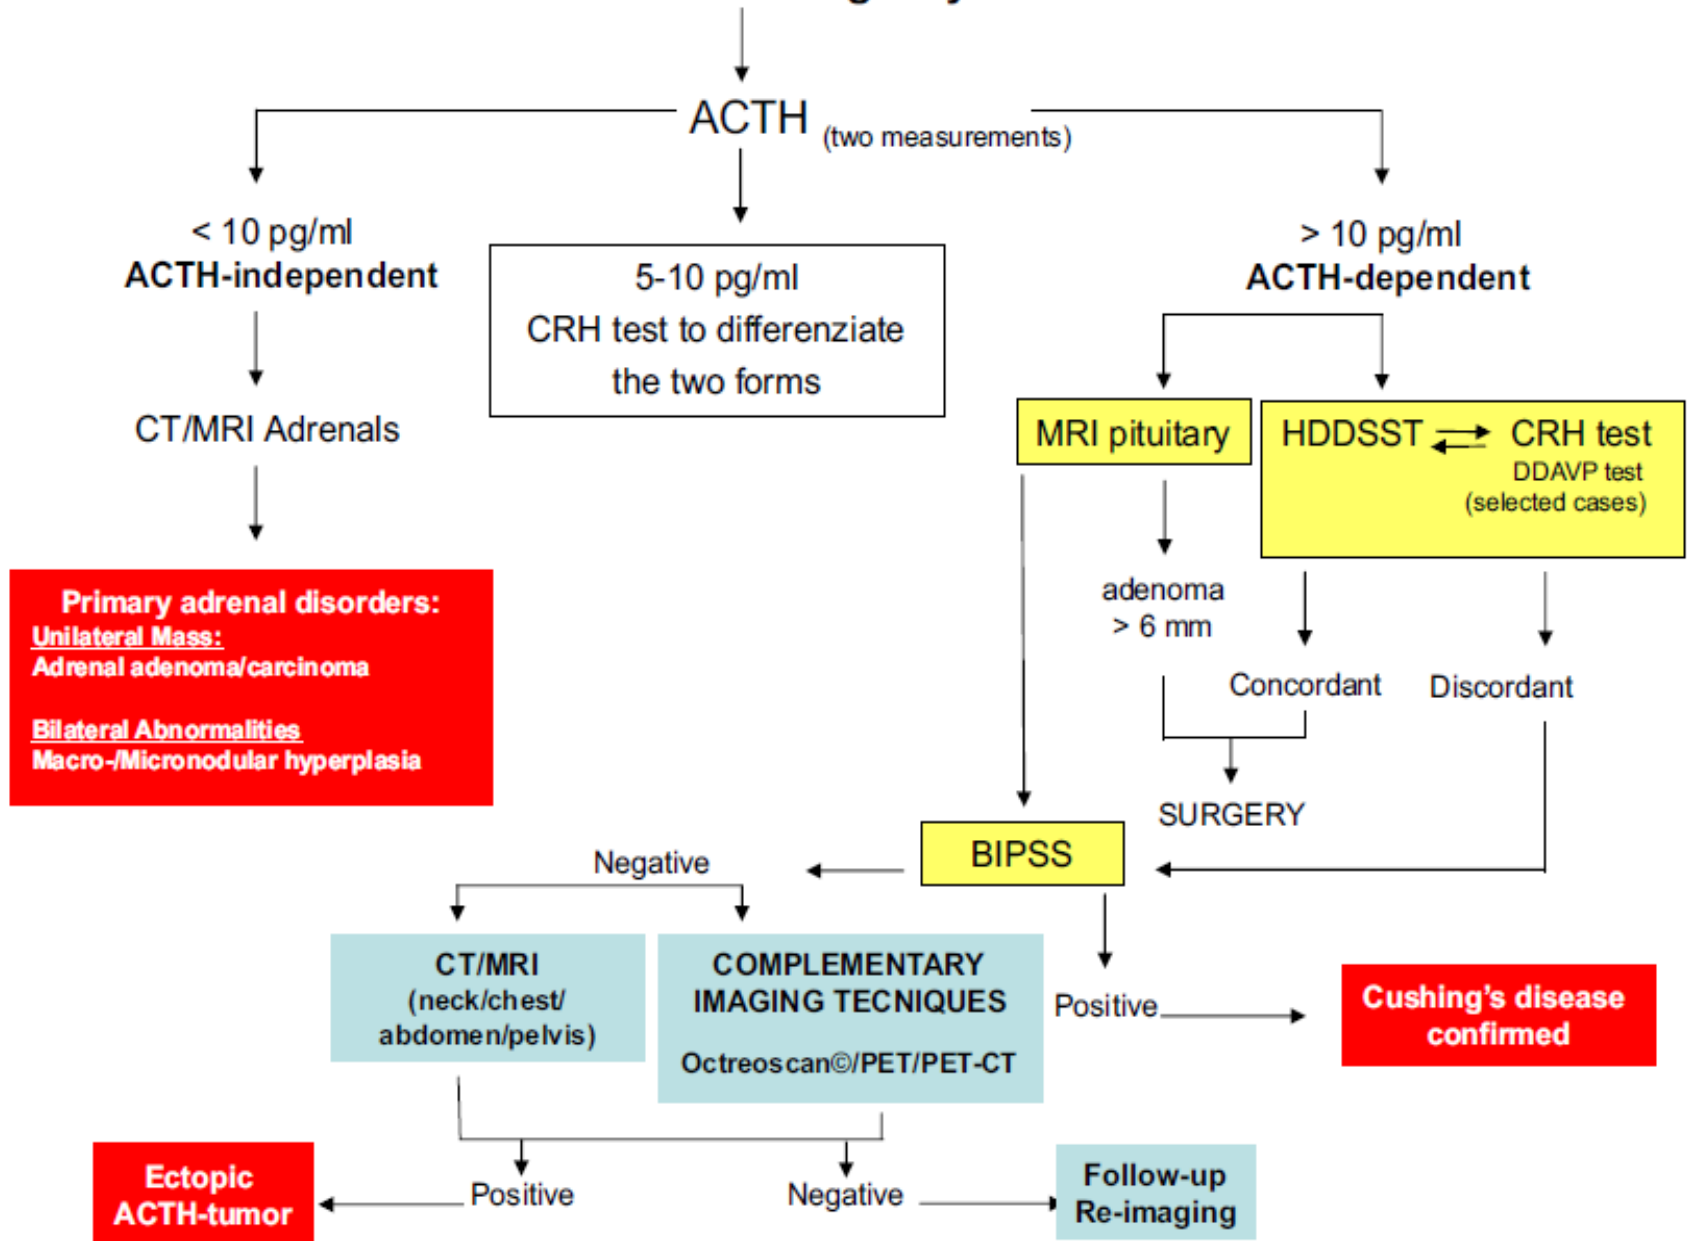 ACTH (two measurements)
< 10 pg/ml
ACTH-independent
5-10 pg/ml
CRH test to differenziate
the two forms
> 10 pg/ml
ACTH-dependent
CT/MRI Adrenals
MRI pituitary
HDDSST
CRH test
DDAVP test
(selected cases)
Primary adrenal disorders:
Unilateral Mass:
Adrenal adenoma/carcinoma
Bilateral Abnormalities
Macro-/Micronodular hyperplasia
adenoma
> 6 mm
Concordant
Discordant
SURGERY
BIPSS
Negative
CT/MRI
(neck/chest/
abdomen/pelvis)
COMPLEMENTARY
IMAGING TECNIQUES
Octreoscan©/PET/PET-CT
Positive
Cushing's disease
confirmed
Ectopic
ACTH-tumor
Positive
Negative
Follow-up
Re-imaging